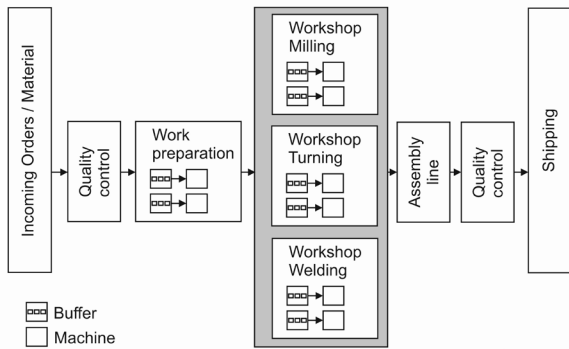 Incoming Orders / Material
Quality
control
Work
preparation
Workshop
Milling
Workshop
Turning
Workshop
Welding
Assembly
line
Quality
control
Shipping
Buffer
Machine